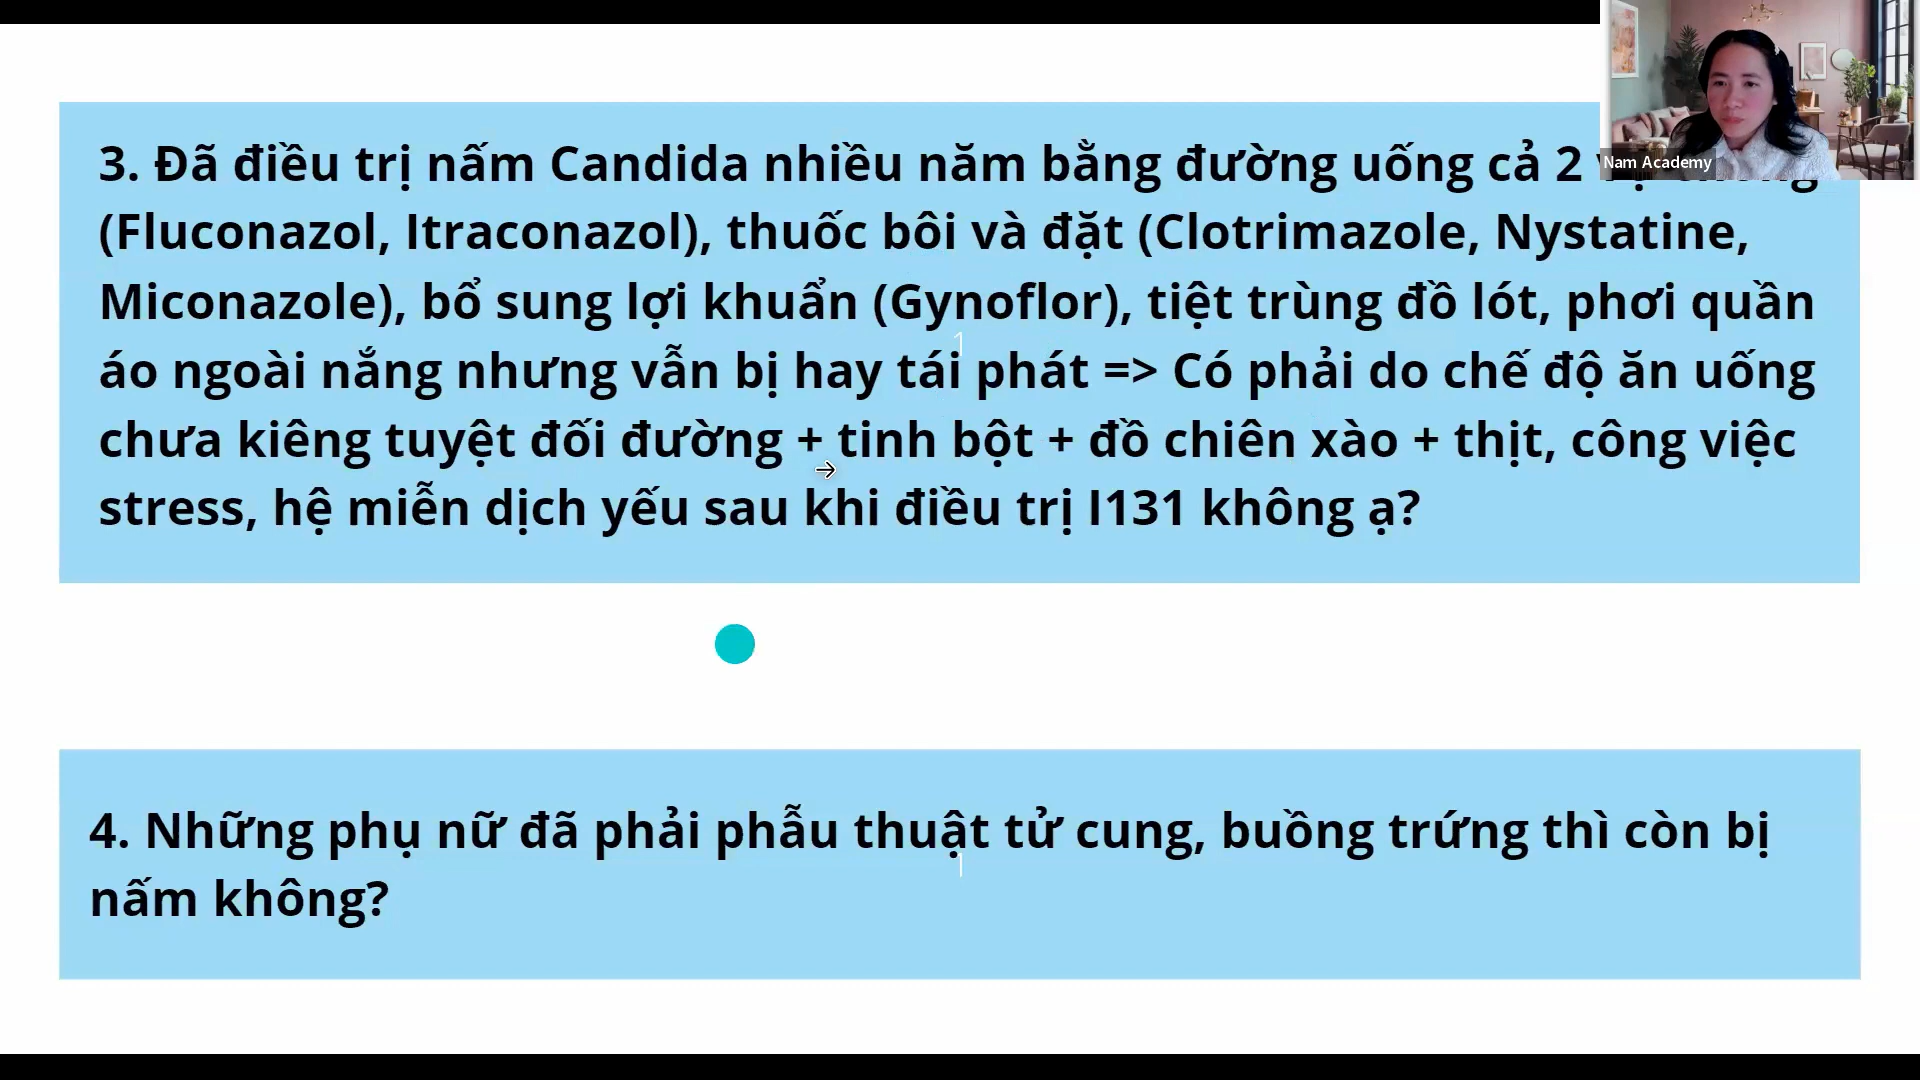 3. Đã điều trị nấm Candida nhiều năm bằng đường uống cả 2
Nam Academy
(Fluconazol, Itraconazol), thuốc bôi và đặt (Clotrimazole, Nystatine,
Miconazole), bổ sung lợi khuẩn (Gynoflor), tiệt trùng đồ lót, phơi quần
1
áo ngoài nắng nhưng vẫn bị hay tái phát => Có phải do chế độ ăn uống
chưa kiêng tuyệt đối đường + tinh bột + đồ chiên xào + thịt, công việc
stress, hệ miễn dịch yếu sau khi điều trị I131 không ạ?
4. Những phụ nữ đã phải phẫu thuật tử cung, buồng trứng thì còn bị
1
nấm không?